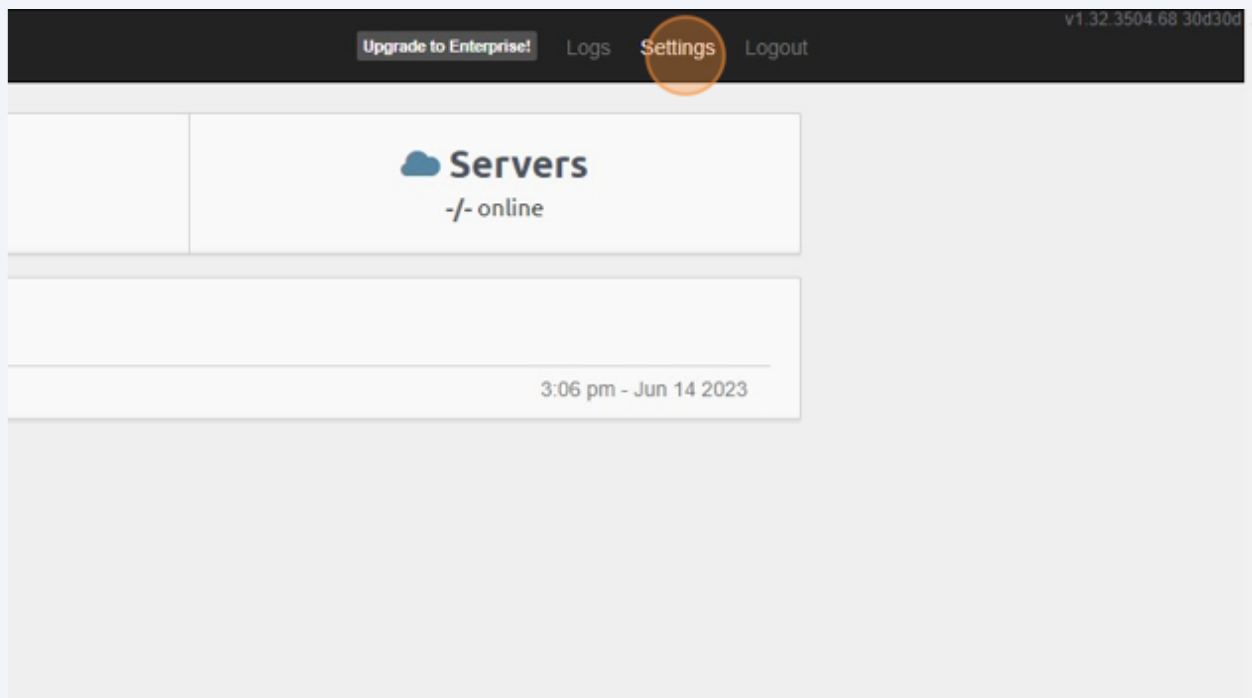 v1.32.3504.68 30d30d
Upgrade to Enterprise! Logs Settings Logout
Servers
-/- online
3:06 pm - Jun 14 2023